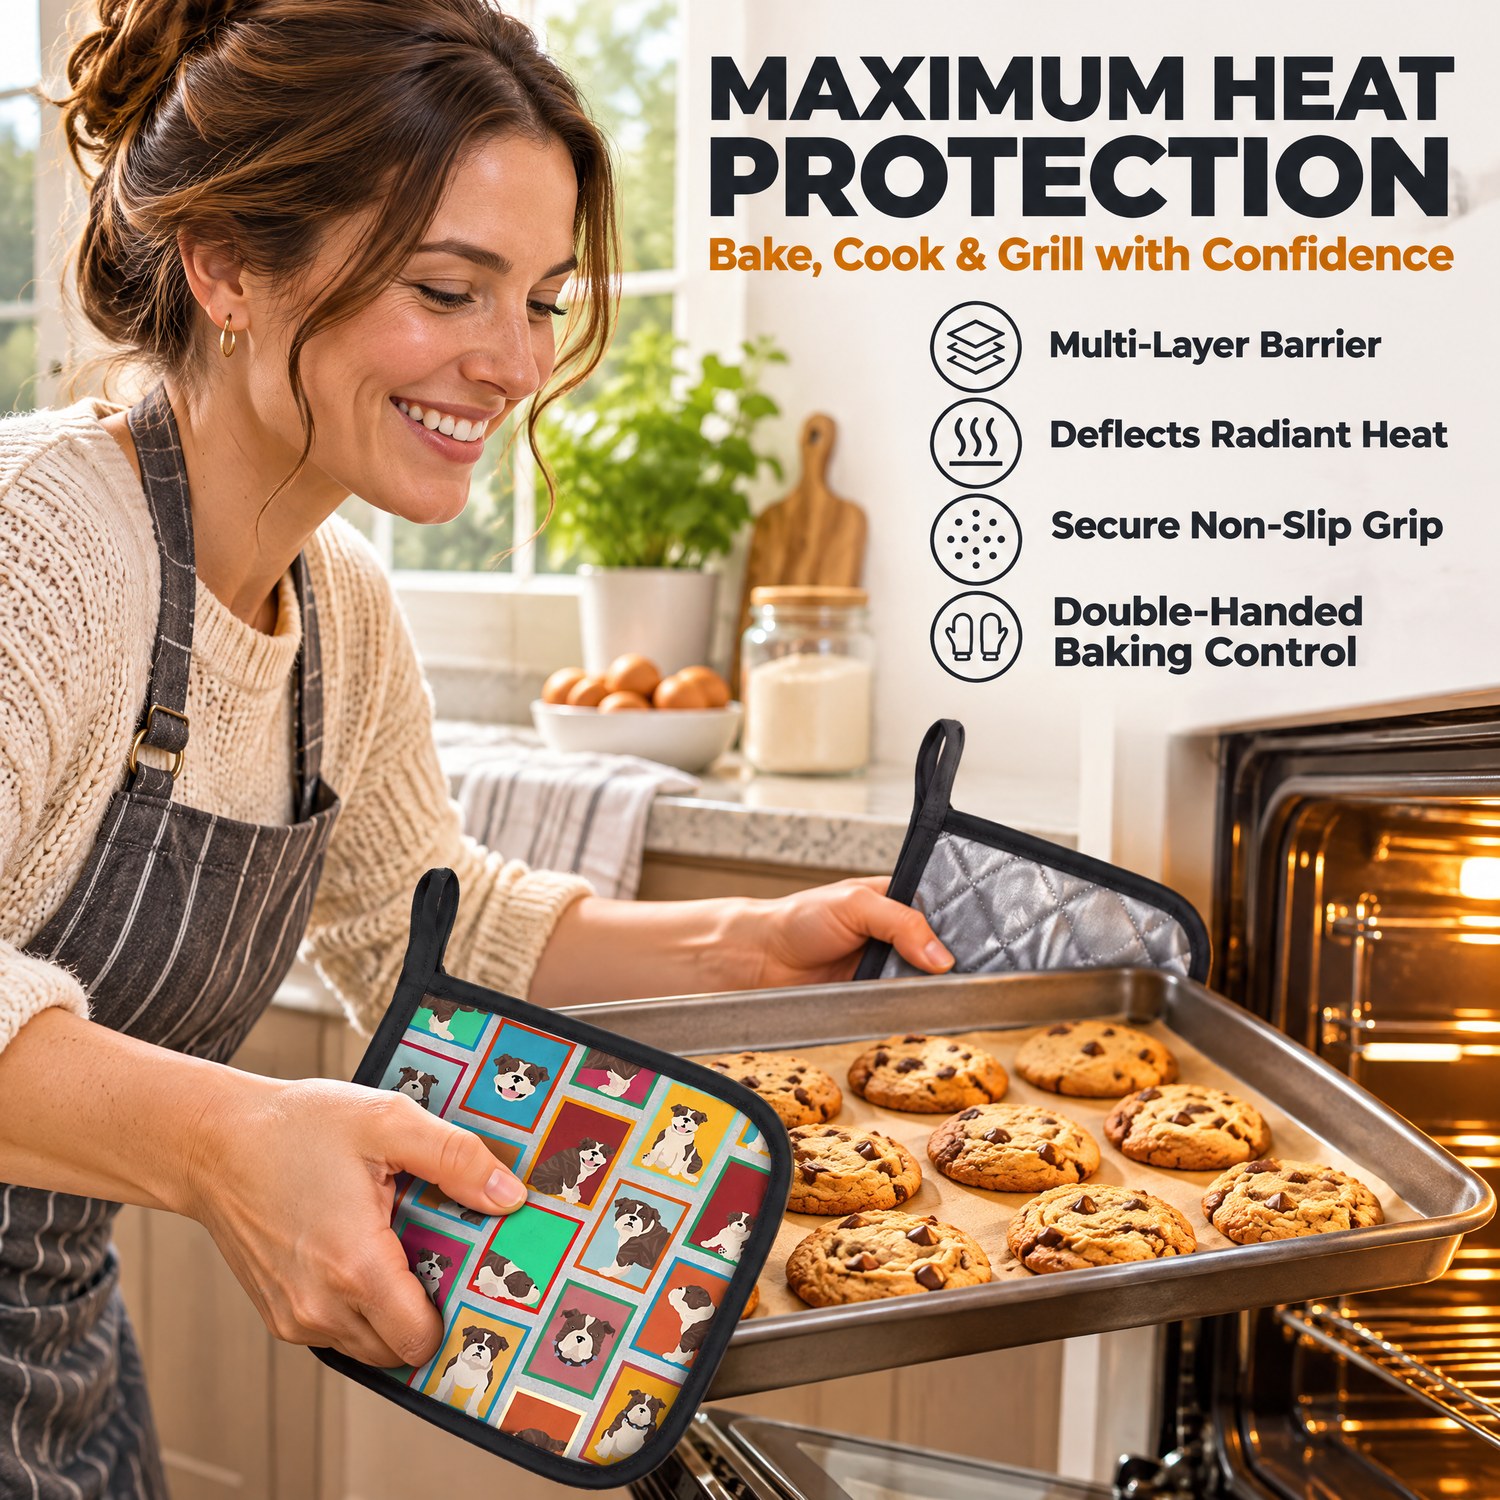 MAXIMUM HEAT
PROTECTION
Bake, Cook & Grill with Confidence
Multi-Layer Barrier
Deflects Radiant Heat
Secure Non-Slip Grip
Double-Handed
Baking Control